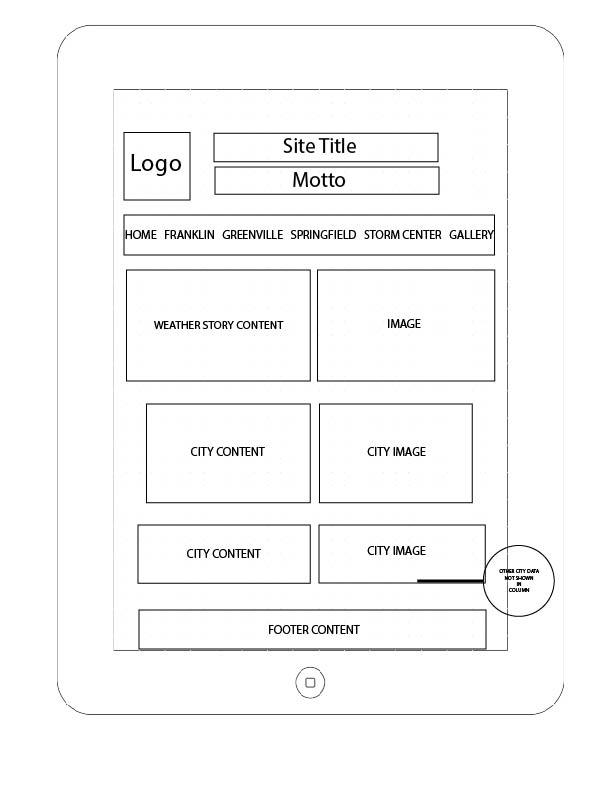 Logo
Site Title
Motto
HOME FRANKLIN GREENVILLE SPRINGFIELD STORM CENTER GALLERY
WEATHER STORY CONTENT
IMAGE
CITY CONTENT
CITY IMAGE
CITY CONTENT
CITY IMAGE
OTHER CITY DATA
NOT SHOWN
IN
COLUMN
FOOTER CONTENT